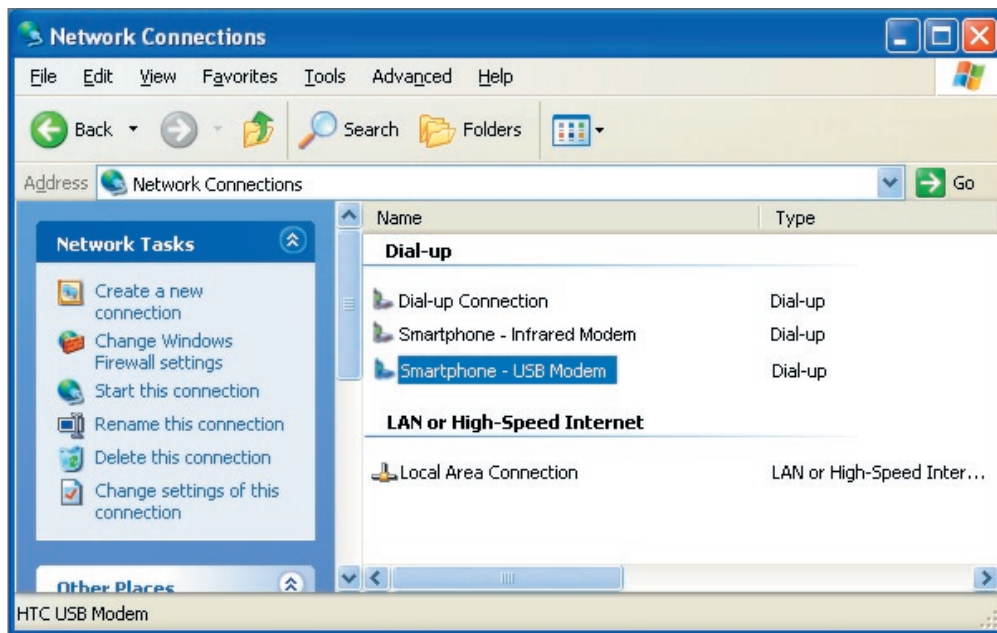 Network Connections
File Edit View Favorites Tools Advanced Help
Back Search Folders
Address Network Connections Go
Network Tasks
Create a new
connection
Change Windows
Firewall settings
Start this connection
Rename this connection
Delete this connection
Change settings of this
connection
Other Places
Name Type
Dial-up
Dial-up Connection Dial-up
Smartphone - Infrared Modem Dial-up
Smartphone - USB Modem Dial-up
LAN or High-Speed Internet
Local Area Connection LAN or High-Speed Inter...
HTC USB Modem